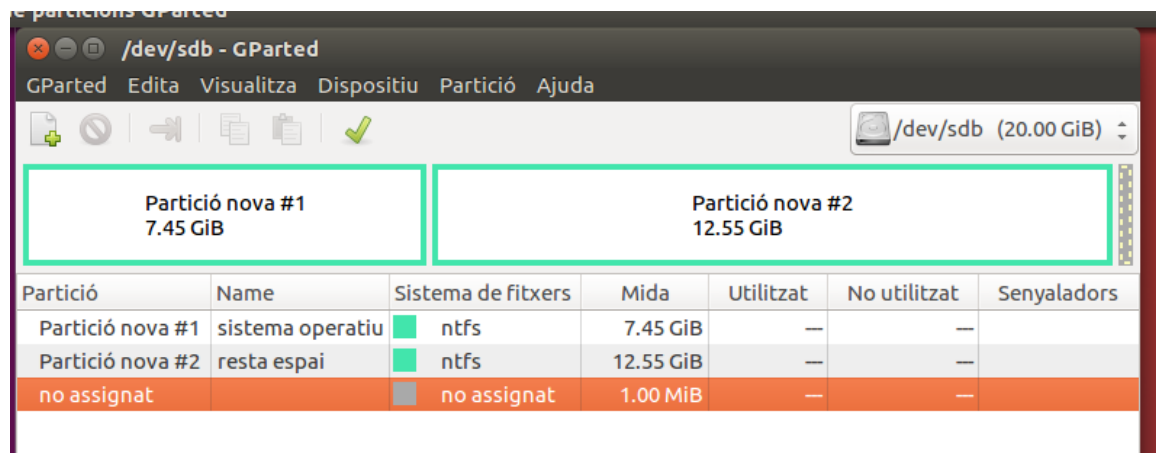 e particions GParted
/dev/sdb - GParted
GParted Edita Visualitza Dispositiu Partició Ajuda
/dev/sdb (20.00 GiB)
Partició nova #1
7.45 GiB
Partició nova #2
12.55 GiB
Partició Name Sistema de fitxers Mida Utilitzat No utilitzat Senyaladors
Partició nova #1 sistema operatiu ntfs 7.45 GiB --- ---
Partició nova #2 resta espai ntfs 12.55 GiB --- ---
no assignat no assignat 1.00 MiB --- ---